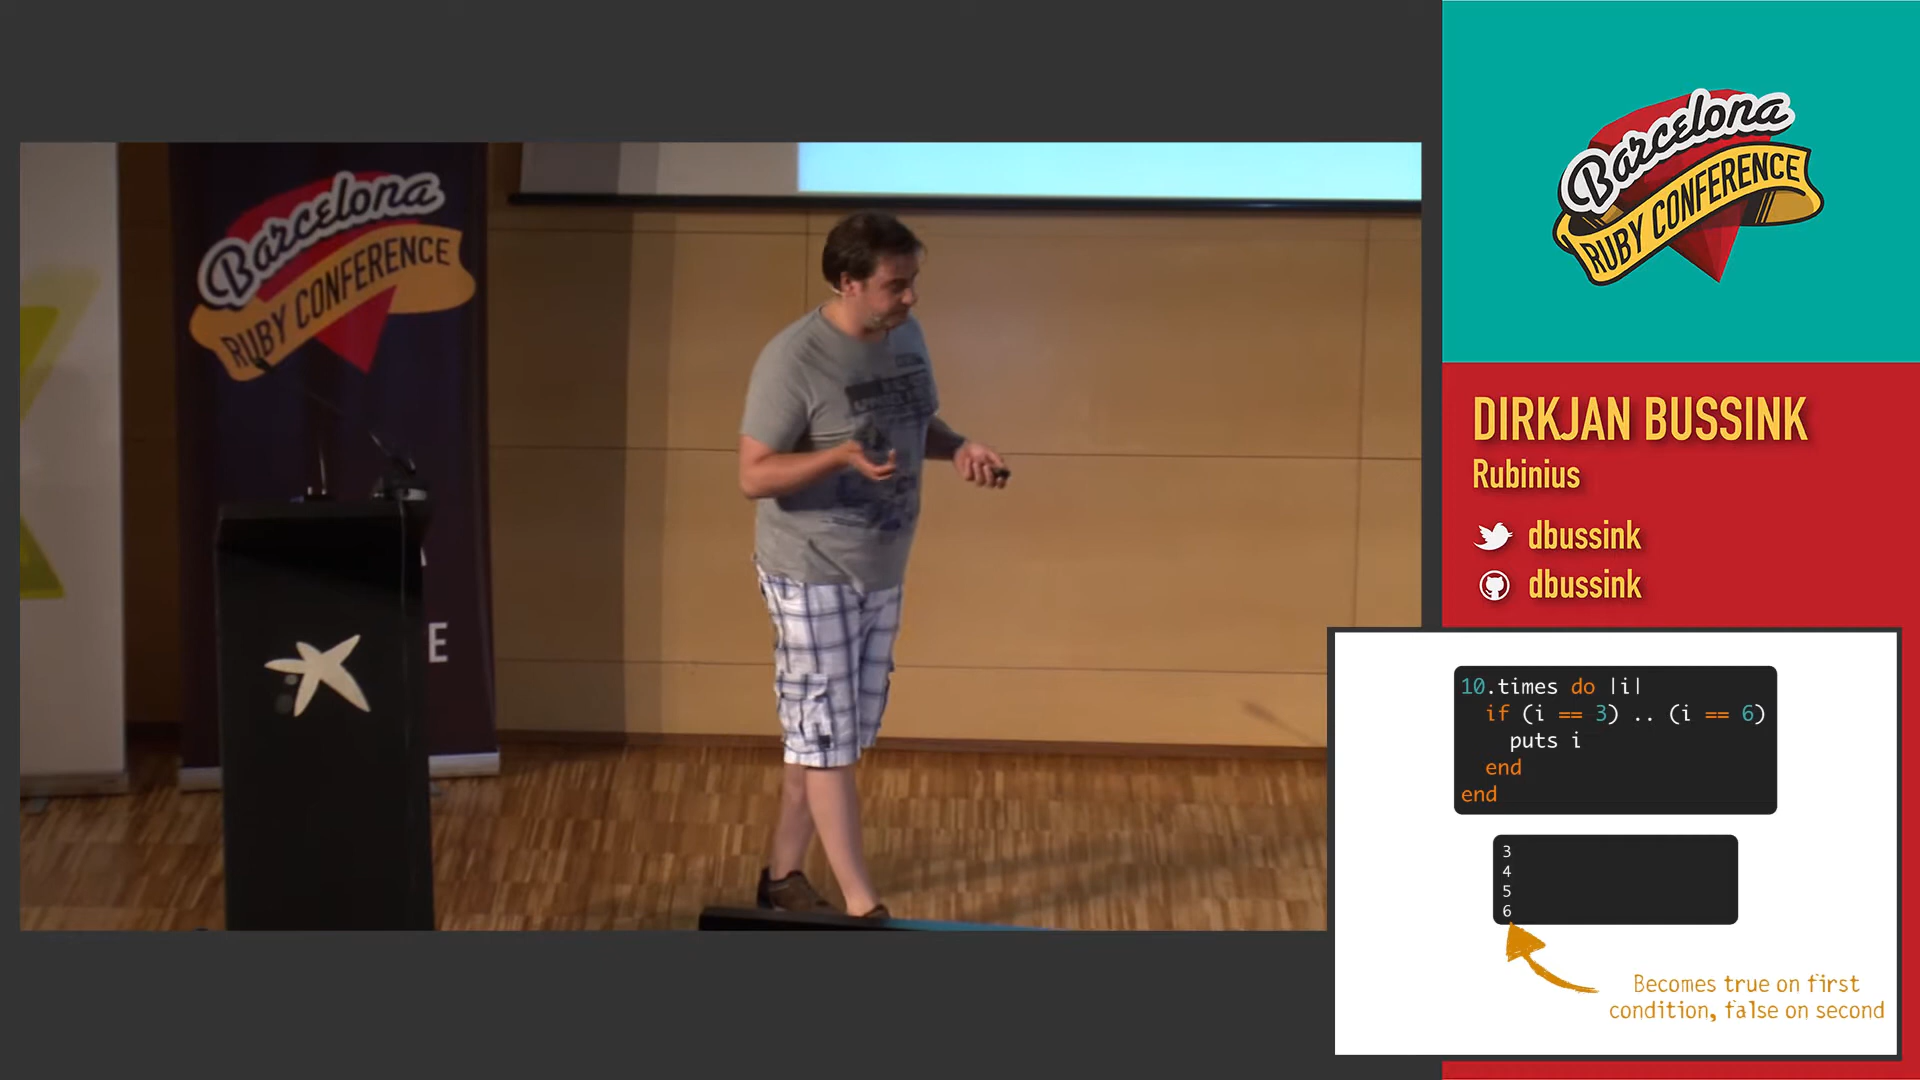 Barcelona
RUBY CONFERENCE
E
Barcelona
RUBY CONFERENCE
DIRKJAN BUSSINK
Rubinius
dbussink
dbussink
10.times do |i|
if (i == 3) .. (i == 6)
puts i
end
end
3
4
5
6
Becomes true on first
condition, false on second